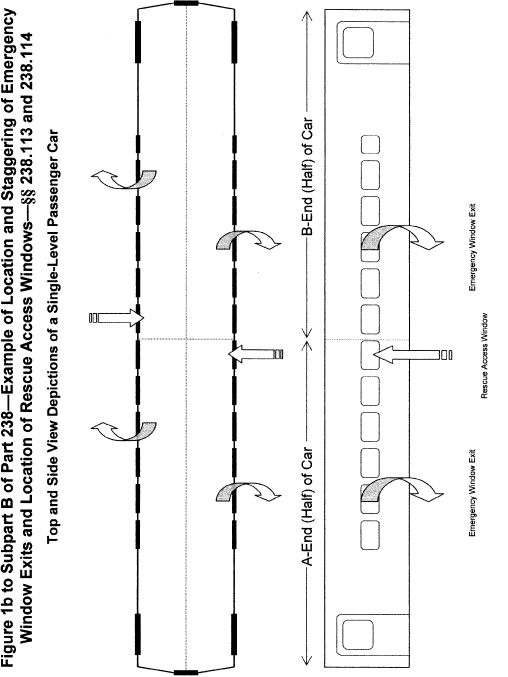 Figure 1b to Subpart B of Part 238—Example of Location and Staggering of Emergency
Window Exits and Location of Rescue Access Windows—§§ 238.113 and 238.114
Top and Side View Depictions of a Single-Level Passenger Car
A-End (Half) of Car
B-End (Half) of Car
Emergency Window Exit
Rescue Access Window
Emergency Window Exit